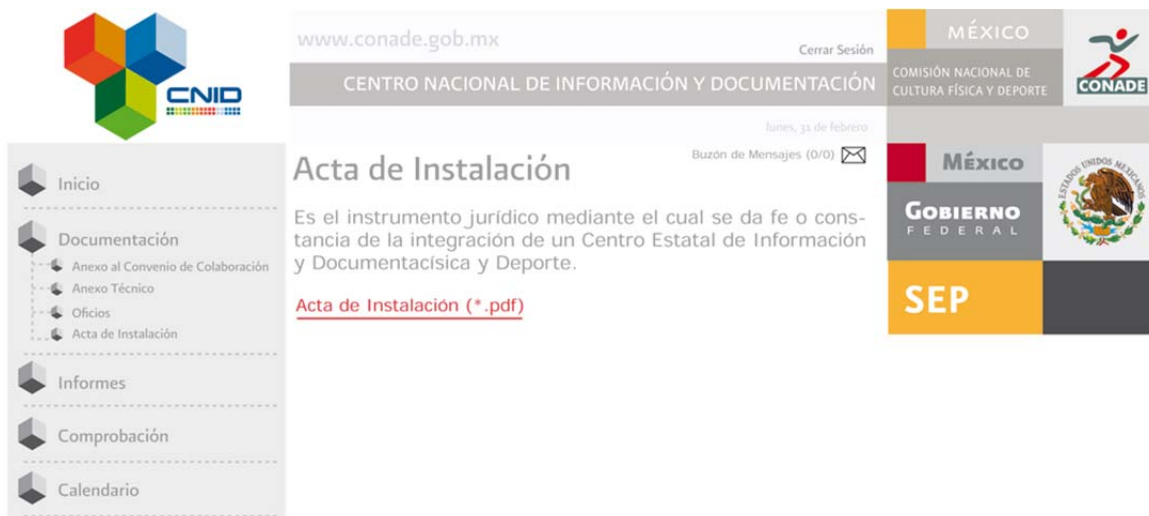 CNID
www.conade.gob.mx
Cerrar Sesión
CENTRO NACIONAL DE INFORMACIÓN Y DOCUMENTACIÓN
lunes, 31 de febrero
Buzón de Mensajes (0/0)
MÉXICO
COMISIÓN NACIONAL DE
CULTURA FÍSICA Y DEPORTE
CONADE
México
GOBIERNO
FEDERAL
ESTADOS UNIDOS MEXICANOS
SEP
Inicio
Documentación
Anexo al Convenio de Colaboración
Anexo Técnico
Oficios
Acta de Instalación
Informes
Comprobación
Calendario
Acta de Instalación
Es el instrumento jurídico mediante el cual se da fe o cons-
tancia de la integración de un Centro Estatal de Información
y Documentacísica y Deporte.
Acta de Instalación (*.pdf)